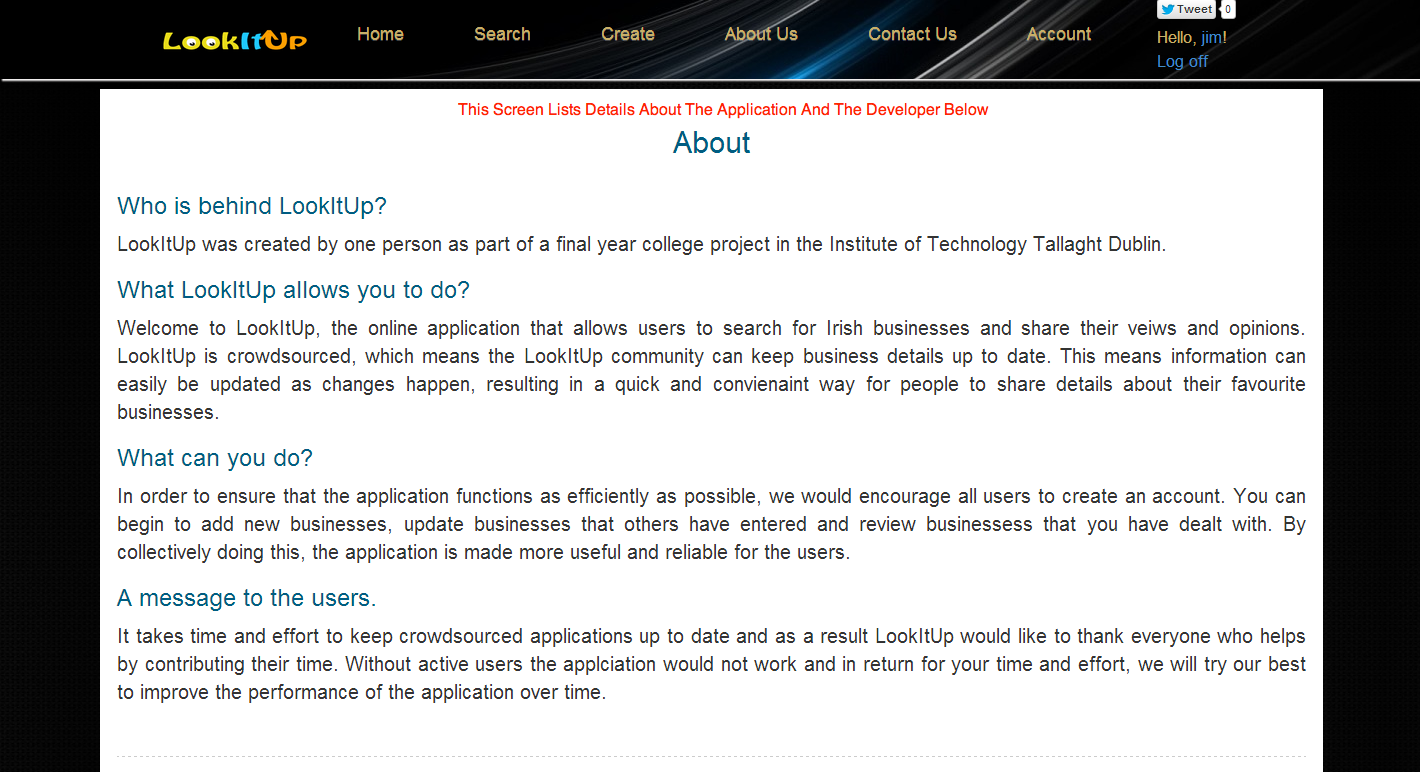 LookItUp
Home Search Create About Us Contact Us Account
Tweet 0
Hello, jim!
Log off
This Screen Lists Details About The Application And The Developer Below
About
Who is behind LookItUp?
LookItUp was created by one person as part of a final year college project in the Institute of Technology Tallaght Dublin.
What LookItUp allows you to do?
Welcome to LookItUp, the online application that allows users to search for Irish businesses and share their veiws and opinions.
LookItUp is crowdsourced, which means the LookItUp community can keep business details up to date. This means information can
easily be updated as changes happen, resulting in a quick and convienaint way for people to share details about their favourite
businesses.
What can you do?
In order to ensure that the application functions as efficiently as possible, we would encourage all users to create an account. You can
begin to add new businesses, update businesses that others have entered and review businessess that you have dealt with. By
collectively doing this, the application is made more useful and reliable for the users.
A message to the users.
It takes time and effort to keep crowdsourced applications up to date and as a result LookItUp would like to thank everyone who helps
by contributing their time. Without active users the applciation would not work and in return for your time and effort, we will try our best
to improve the performance of the application over time.